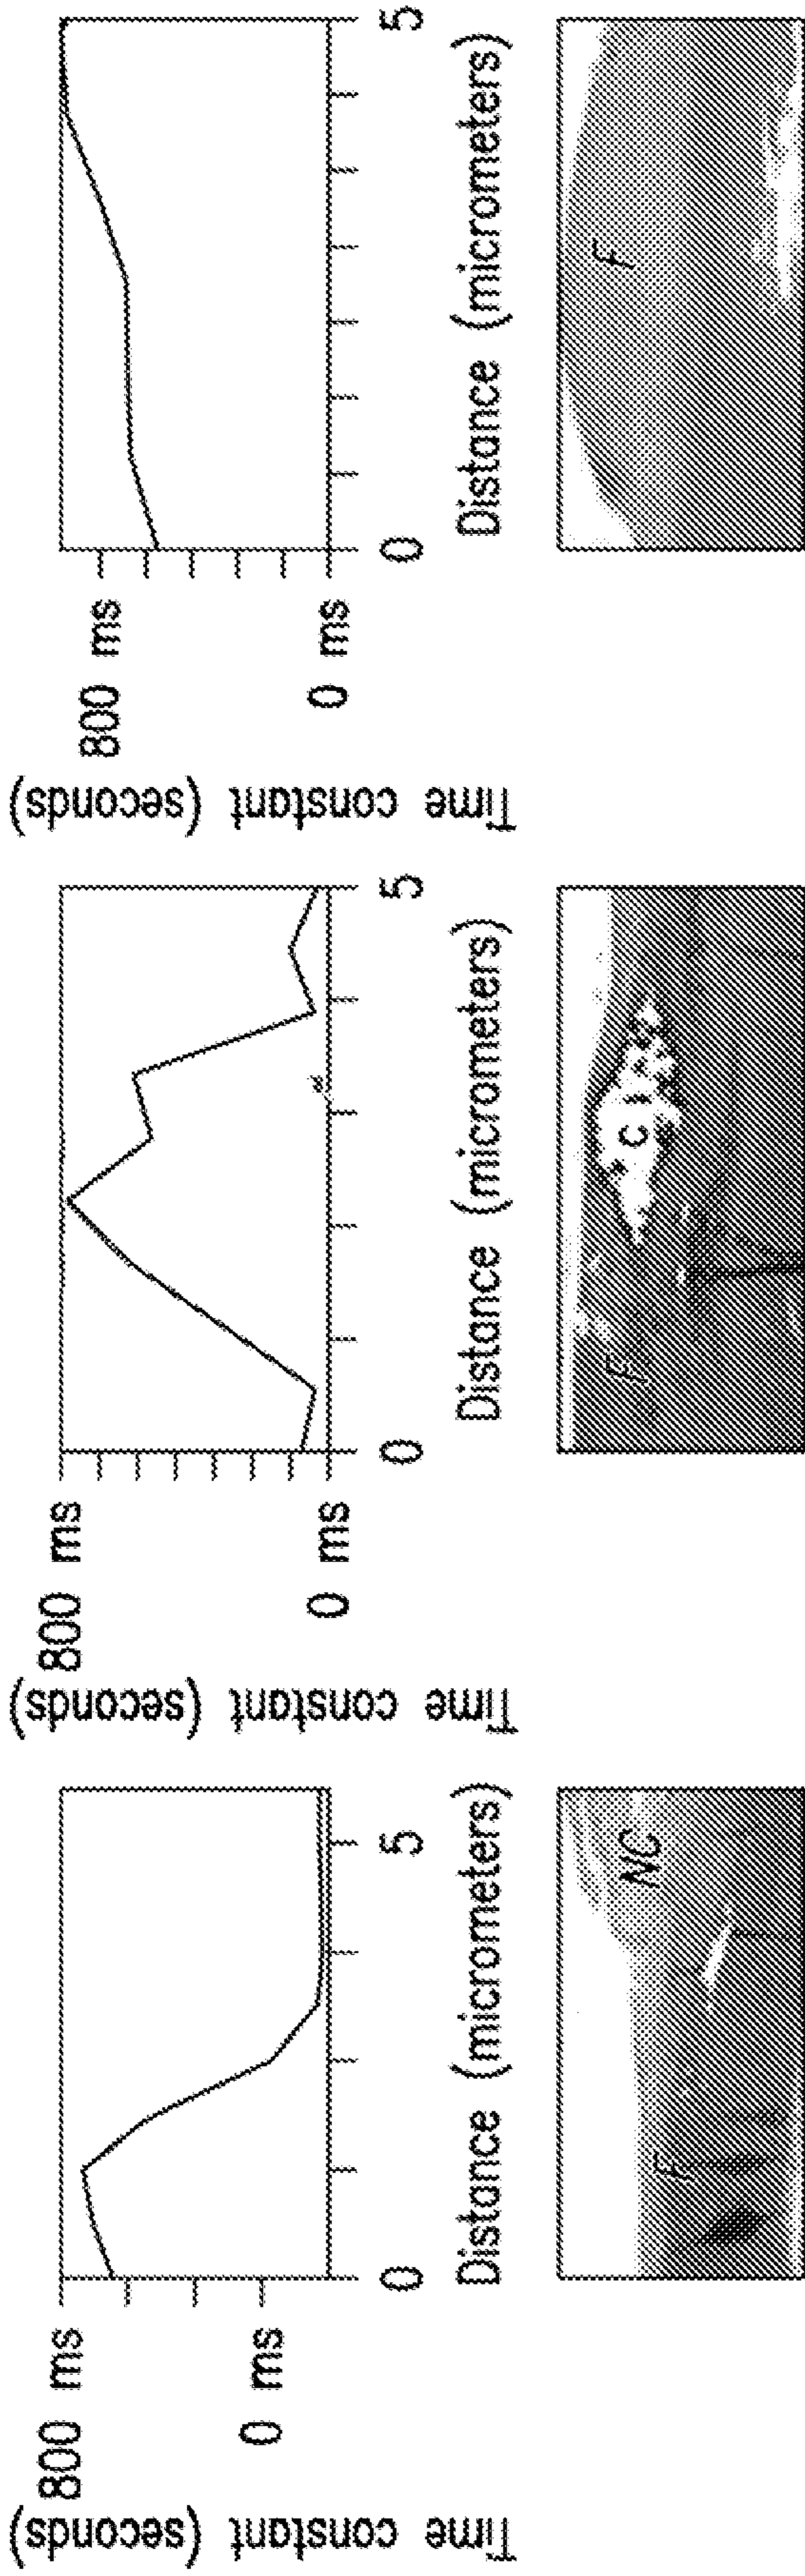 Time constant (seconds)
800 ms
0 ms
0
5
Distance (micrometers)
F
NC
Time constant (seconds)
800 ms
0 ms
0
5
Distance (micrometers)
F
C
Time constant (seconds)
800 ms
0 ms
0
5
Distance (micrometers)
F